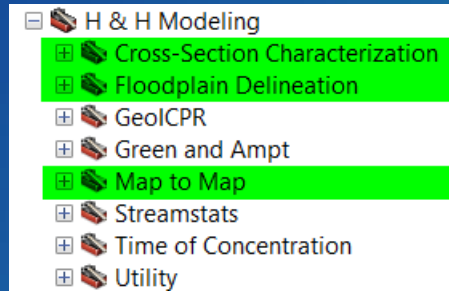 H & H Modeling
Cross-Section Characterization
Floodplain Delineation
GeoICPR
Green and Ampt
Map to Map
Streamstats
Time of Concentration
Utility